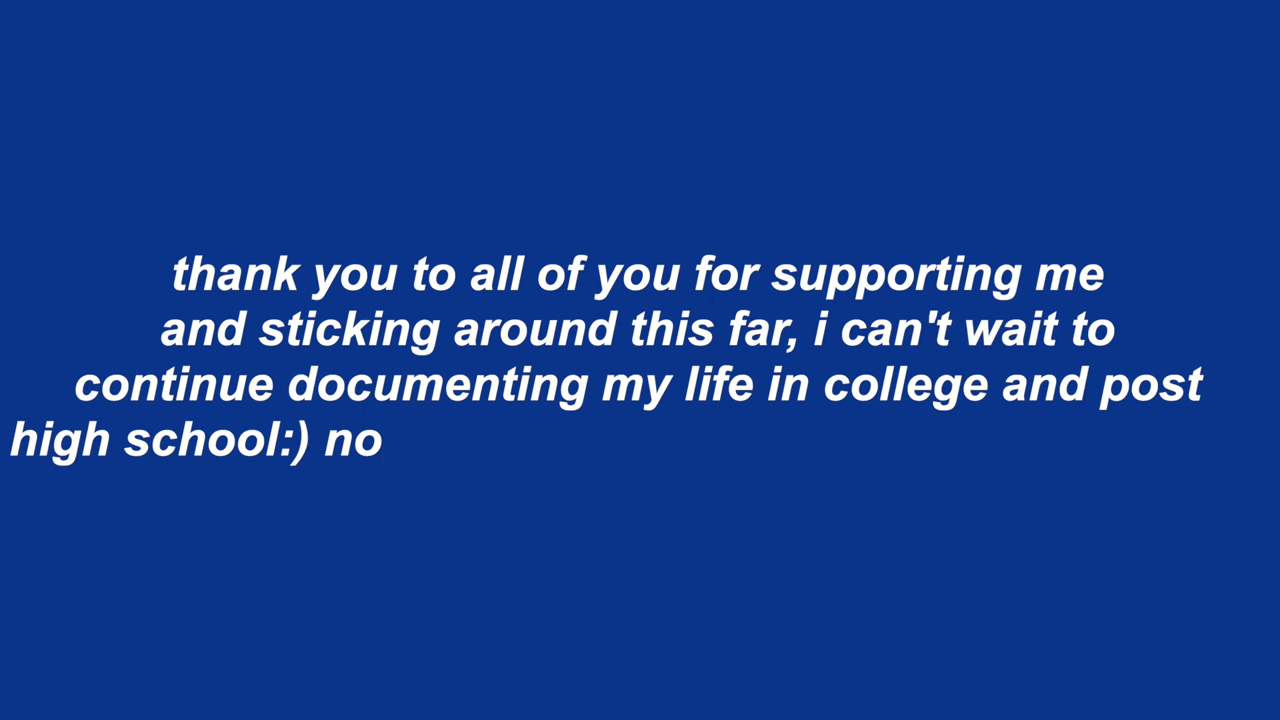 thank you to all of you for supporting me
and sticking around this far, i can't wait to
continue documenting my life in college and post
high school:) no